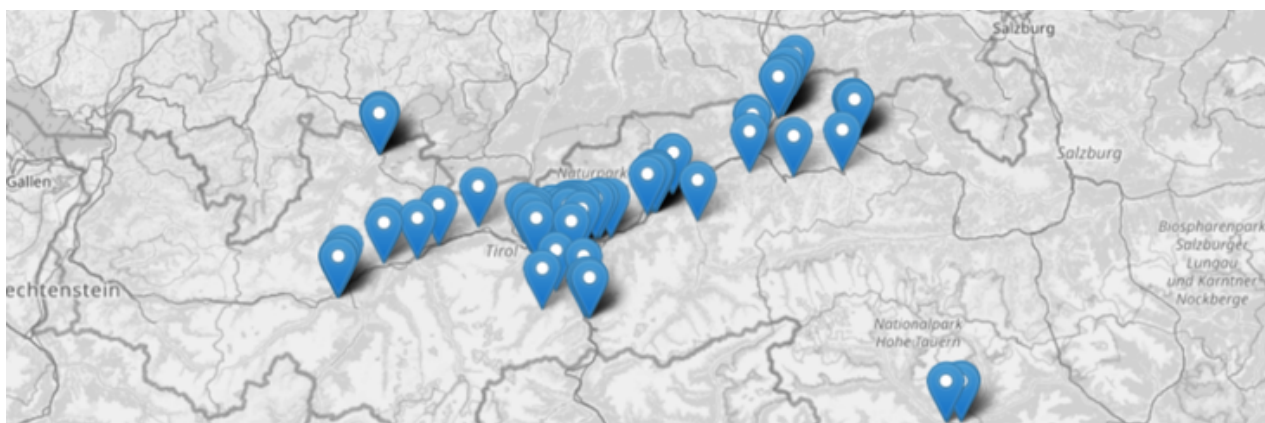 Salzburg
Salzburg
Gallen
Naturpark
Tirol
Biosphärenpark
Salzburger
Lungau
und Kärntner
Nockberge
echtenstein
Nationalpark
Hohe Tauern